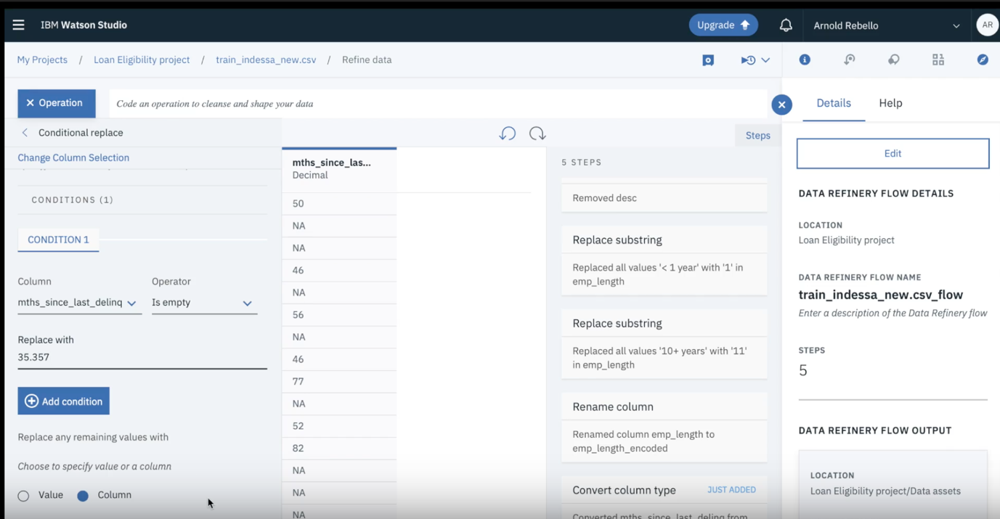 IBM Watson Studio
Upgrade
Arnold Rebello
AR
My Projects / Loan Eligibility project / train_indessa_new.csv / Refine data
Operation
Code an operation to cleanse and shape your data
Conditional replace
Change Column Selection
CONDITIONS (1)
CONDITION 1
Column
Operator
mths_since_last_delinq
Is empty
Replace with
35.357
Add condition
Replace any remaining values with
Choose to specify value or a column
Value
Column
mths_since_las...
Decimal
50
NA
NA
46
NA
56
NA
46
77
NA
52
82
NA
NA
NA
Steps
5 STEPS
Removed desc
Replace substring
Replaced all values '< 1 year' with '1' in
emp_length
Replace substring
Replaced all values '10+ years' with '11'
in emp_length
Rename column
Renamed column emp_length to
emp_length_encoded
Convert column type
JUST ADDED
Converted mths_since_last_delinq from
Details
Help
Edit
DATA REFINERY FLOW DETAILS
LOCATION
Loan Eligibility project
DATA REFINERY FLOW NAME
train_indessa_new.csv_flow
Enter a description of the Data Refinery flow
STEPS
5
DATA REFINERY FLOW OUTPUT
LOCATION
Loan Eligibility project/Data assets